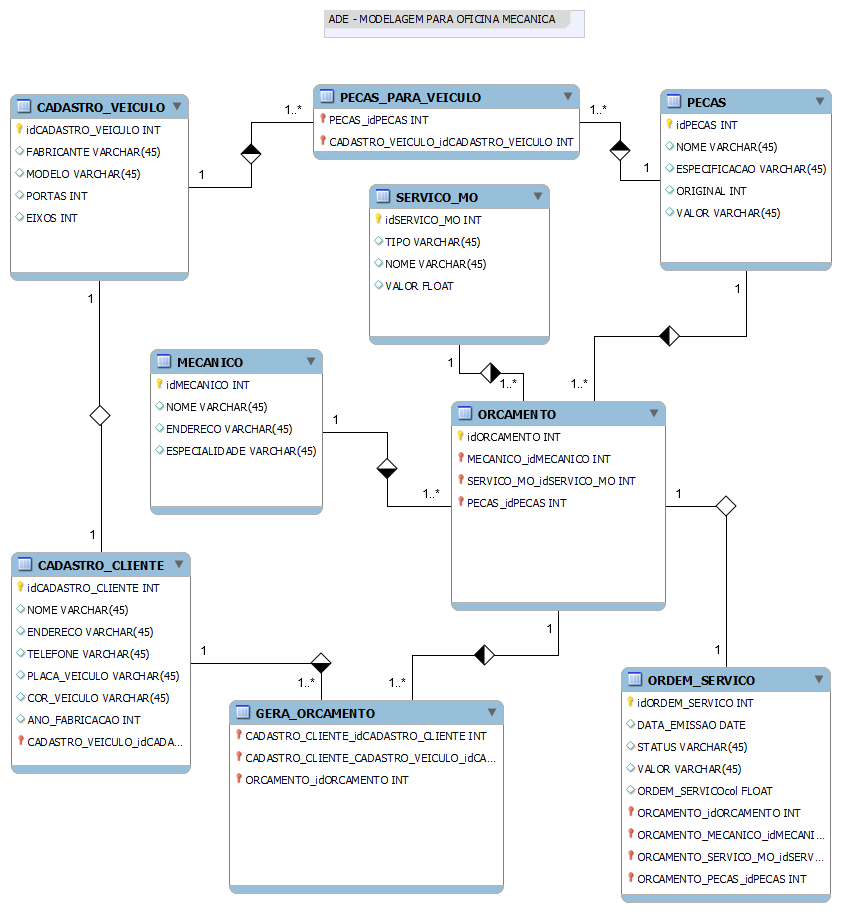 ADE - MODELAGEM PARA OFICINA MECANICA
CADASTRO_VEICULO
idCADASTRO_VEICULO INT
FABRICANTE VARCHAR(45)
MODELO VARCHAR(45)
PORTAS INT
EIXOS INT
1
1..*
PECAS_PARA_VEICULO
PECAS_idPECAS INT
CADASTRO_VEICULO_idCADASTRO_VEICULO INT
1..*
1
PECAS
idPECAS INT
NOME VARCHAR(45)
ESPECIFICACAO VARCHAR(45)
ORIGINAL INT
VALOR VARCHAR(45)
SERVICO_MO
idSERVICO_MO INT
TIPO VARCHAR(45)
NOME VARCHAR(45)
VALOR FLOAT
1
1
1
1..*
1..*
MECANICO
idMECANICO INT
NOME VARCHAR(45)
ENDERECO VARCHAR(45)
ESPECIALIDADE VARCHAR(45)
1
1..*
ORCAMENTO
idORCAMENTO INT
MECANICO_idMECANICO INT
SERVICO_MO_idSERVICO_MO INT
PECAS_idPECAS INT
1
1
CADASTRO_CLIENTE
idCADASTRO_CLIENTE INT
NOME VARCHAR(45)
ENDERECO VARCHAR(45)
TELEFONE VARCHAR(45)
PLACA_VEICULO VARCHAR(45)
COR_VEICULO VARCHAR(45)
ANO_FABRICACAO INT
CADASTRO_VEICULO_idCADA...
1
1..*
1..*
1
1
GERA_ORCAMENTO
CADASTRO_CLIENTE_idCADASTRO_CLIENTE INT
CADASTRO_CLIENTE_CADASTRO_VEICULO_idCA...
ORCAMENTO_idORCAMENTO INT
ORDEM_SERVICO
idORDEM_SERVICO INT
DATA_EMISSAO DATE
STATUS VARCHAR(45)
VALOR VARCHAR(45)
ORDEM_SERVICOcol FLOAT
ORCAMENTO_idORCAMENTO INT
ORCAMENTO_MECANICO_idMECANI...
ORCAMENTO_SERVICO_MO_idSERV...
ORCAMENTO_PECAS_idPECAS INT